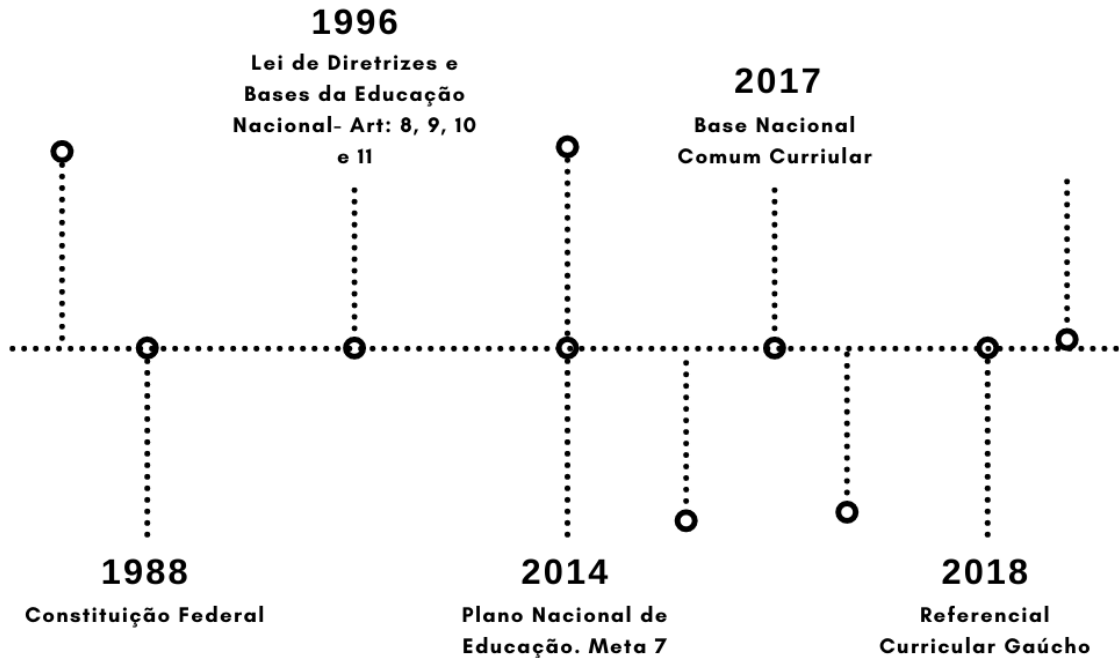 1996
Lei de Diretrizes e
Bases da Educação
Nacional- Art: 8, 9, 10
e 11
2017
Base Nacional
Comum Curriular
1988
Constituição Federal
2014
Plano Nacional de
Educação. Meta 7
2018
Referencial
Curricular Gaúcho